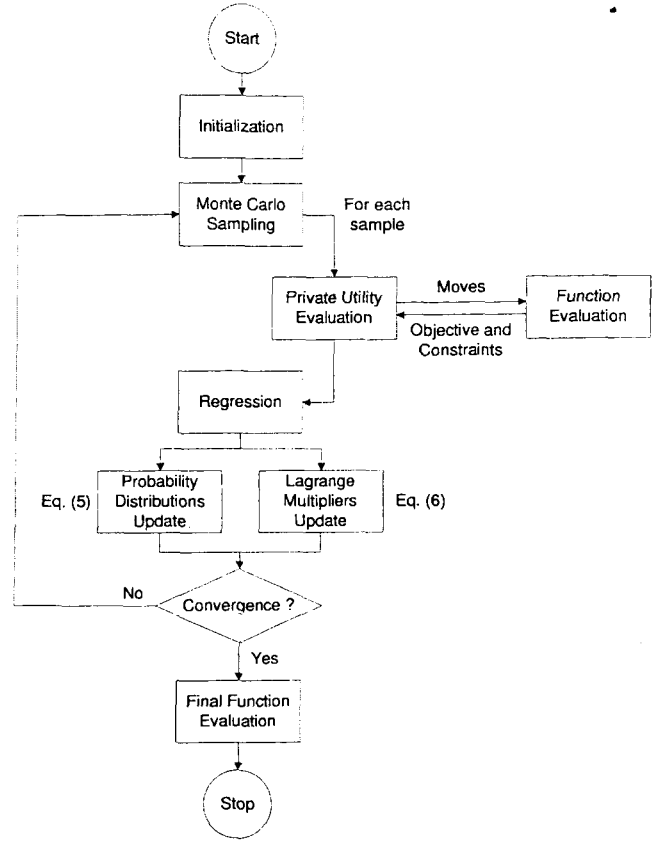 Start
Initialization
Monte Carlo
Sampling
For each
sample
Private Utility
Evaluation
Moves
Objective and
Constraints
Function
Evaluation
Regression
Eq. (5)
Probability
Distributions
Update
Lagrange
Multipliers
Update
Eq. (6)
No
Convergence ?
Yes
Final Function
Evaluation
Stop